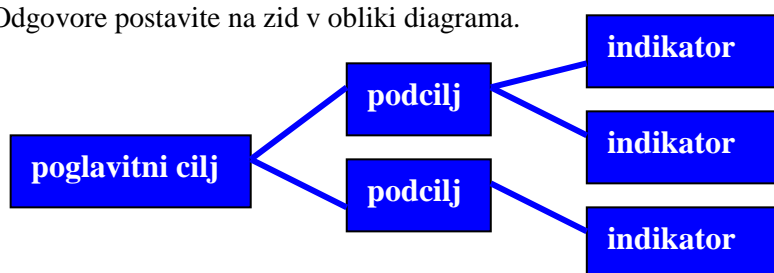 Odgovore postavite na zid v obliki diagrama.
indikator
podcilj
indikator
poglavitni cilj
podcilj
indikator